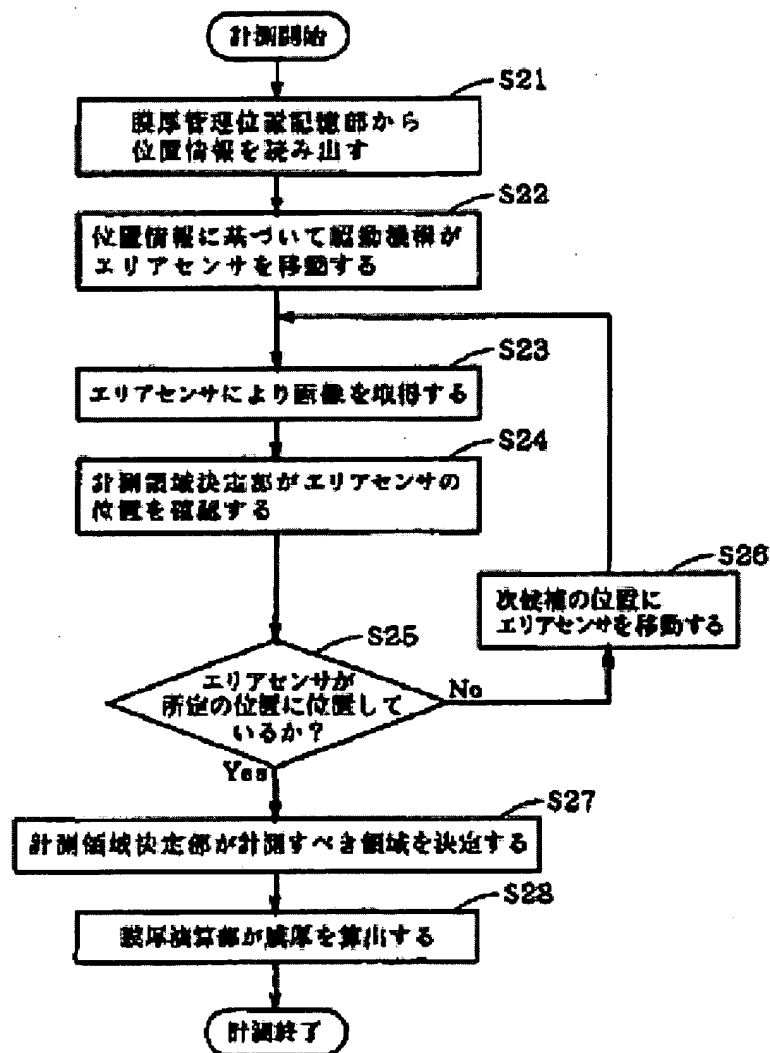 計測開始
S21
膜厚管理位置記憶部から
位置情報を読み出す
S22
位置情報に基づいて駆動機構が
エリアセンサを移動する
S23
エリアセンサにより画像を取得する
S24
計測領域決定部がエリアセンサの
位置を確認する
S26
次候補の位置に
エリアセンサを移動する
S25
エリアセンサが
所定の位置に位置して
いるか？
No
Yes
S27
計測領域決定部が計測すべき領域を決定する
S28
膜厚演算部が膜厚を算出する
計測終了